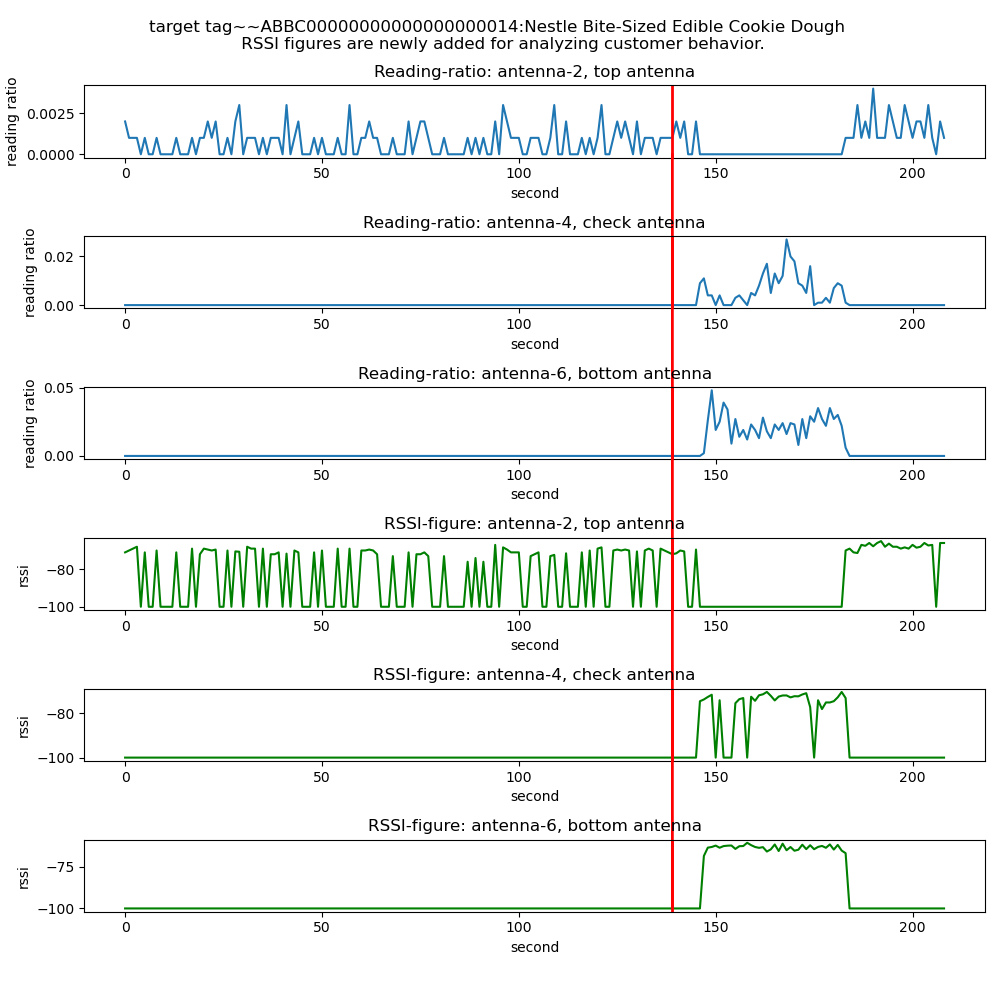 target tag~~ABBC00000000000000000014:Nestle Bite-Sized Edible Cookie Dough
RSSI figures are newly added for analyzing customer behavior.
Reading-ratio: antenna-2, top antenna
reading ratio
0.0025
0.0000
0 50 100 150 200
second
Reading-ratio: antenna-4, check antenna
reading ratio
0.02
0.00
0 50 100 150 200
second
Reading-ratio: antenna-6, bottom antenna
reading ratio
0.05
0.00
0 50 100 150 200
second
RSSI-figure: antenna-2, top antenna
rssi
−80
−100
0 50 100 150 200
second
RSSI-figure: antenna-4, check antenna
rssi
−80
−100
0 50 100 150 200
second
RSSI-figure: antenna-6, bottom antenna
rssi
−75
−100
0 50 100 150 200
second